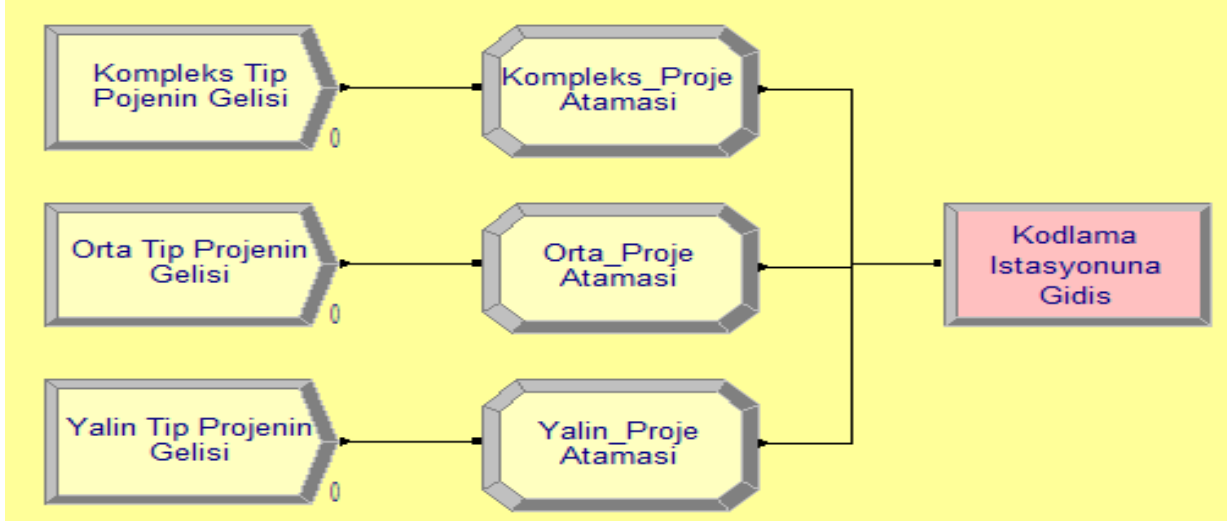 Kompleks Tip
Pojenin Gelisi
0
Kompleks_Proje
Atamasi
Orta Tip Projenin
Gelisi
0
Orta_Proje
Atamasi
Kodlama
Istasyonuna
Gidis
Yalin Tip Projenin
Gelisi
0
Yalin_Proje
Atamasi